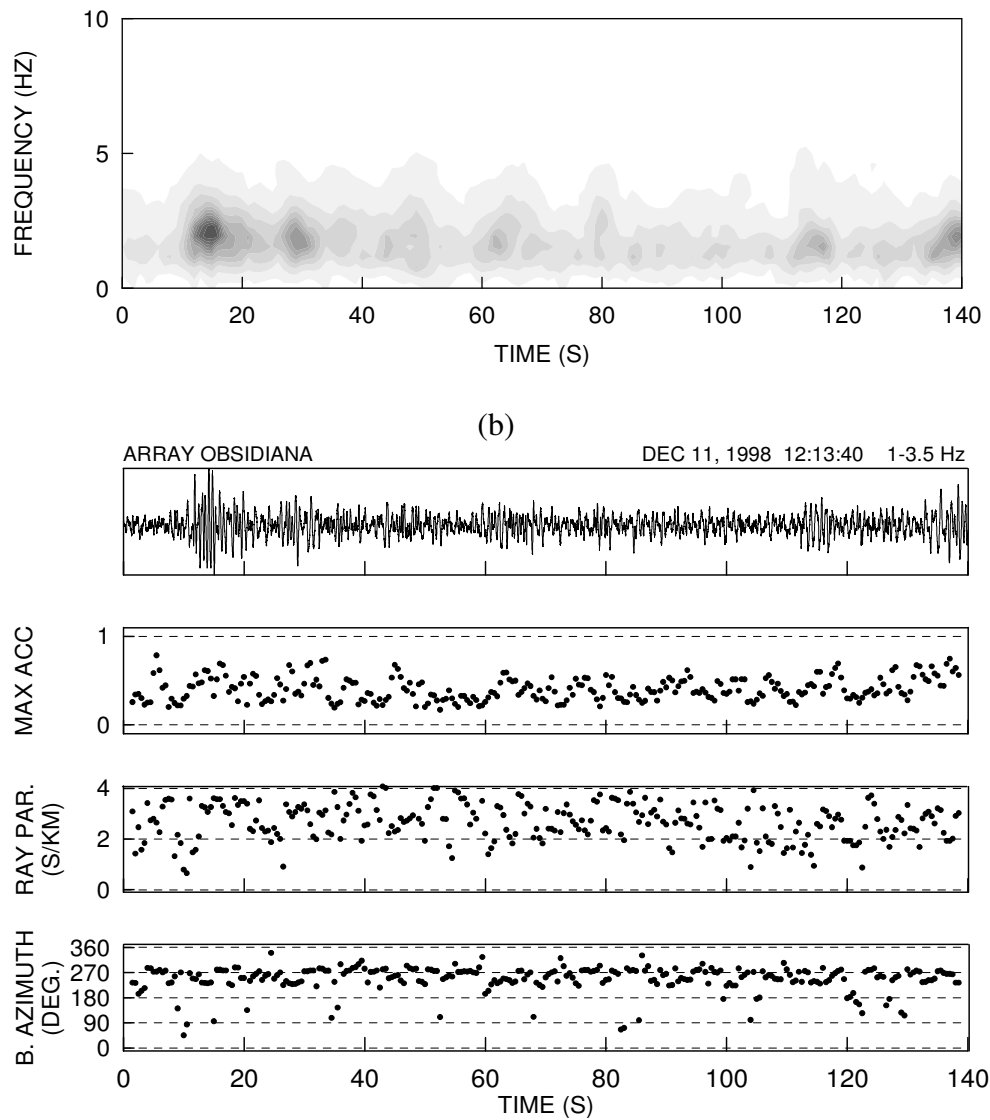 FREQUENCY (HZ)
10
5
0
0 20 40 60 80 100 120 140
TIME (S)
(b)
ARRAY OBSIDIANA DEC 11, 1998 12:13:40 1-3.5 Hz
MAX ACC
1
0
RAY PAR.
(S/KM)
4
2
0
B. AZIMUTH
(DEG.)
360
270
180
90
0
0 20 40 60 80 100 120 140
TIME (S)